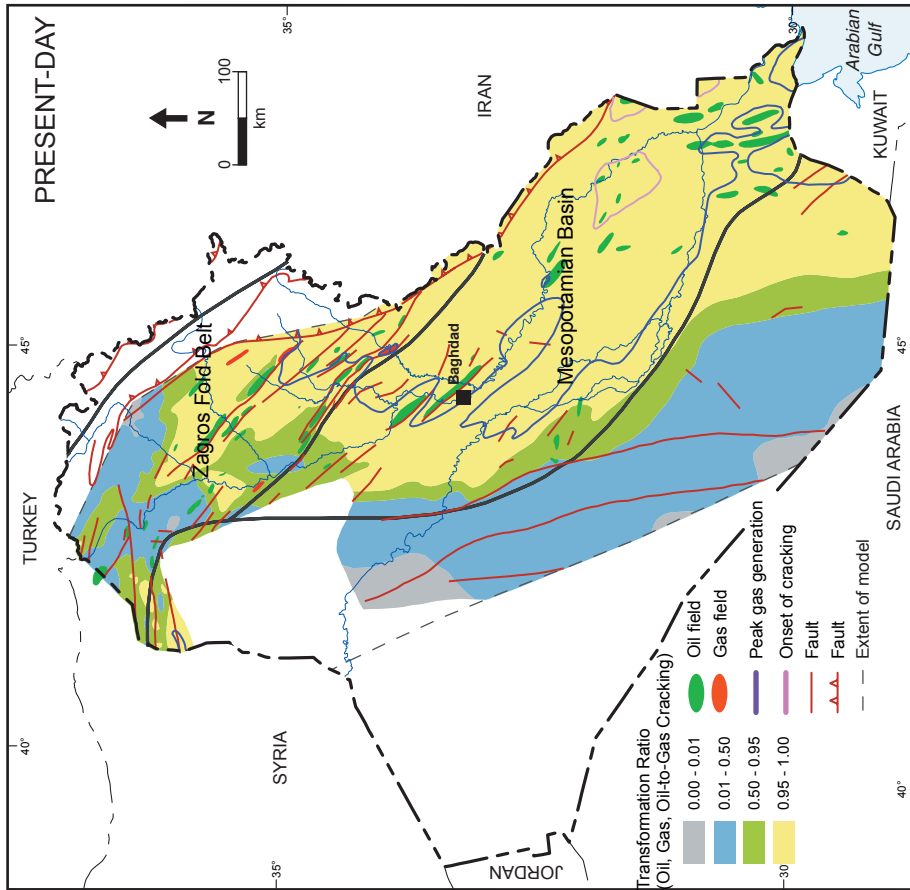 PRESENT-DAY
N
0
100
km
TURKEY
SYRIA
JORDAN
IRAN
KUWAIT
SAUDI ARABIA
Arabian
Gulf
Zagros Fold Belt
Mesopotamian Basin
Baghdad
40°
45°
35°
30°
35°
30°
40°
45°
Transformation Ratio
(Oil, Gas, Oil-to-Gas Cracking)
0.00 - 0.01
0.01 - 0.50
0.50 - 0.95
0.95 - 1.00
Oil field
Gas field
Peak gas generation
Onset of cracking
Fault
Fault
Extent of model